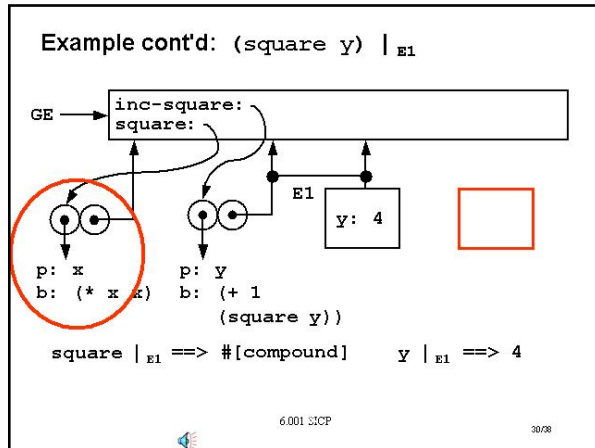 Example cont'd: (square y) |E1
GE
inc-square:
square:
E1
y: 4
p: x
b: (* x x)
p: y
b: (+ 1
(square y))
square |E1 ==> #[compound]
y |E1 ==> 4
6.001 SICP
30/38